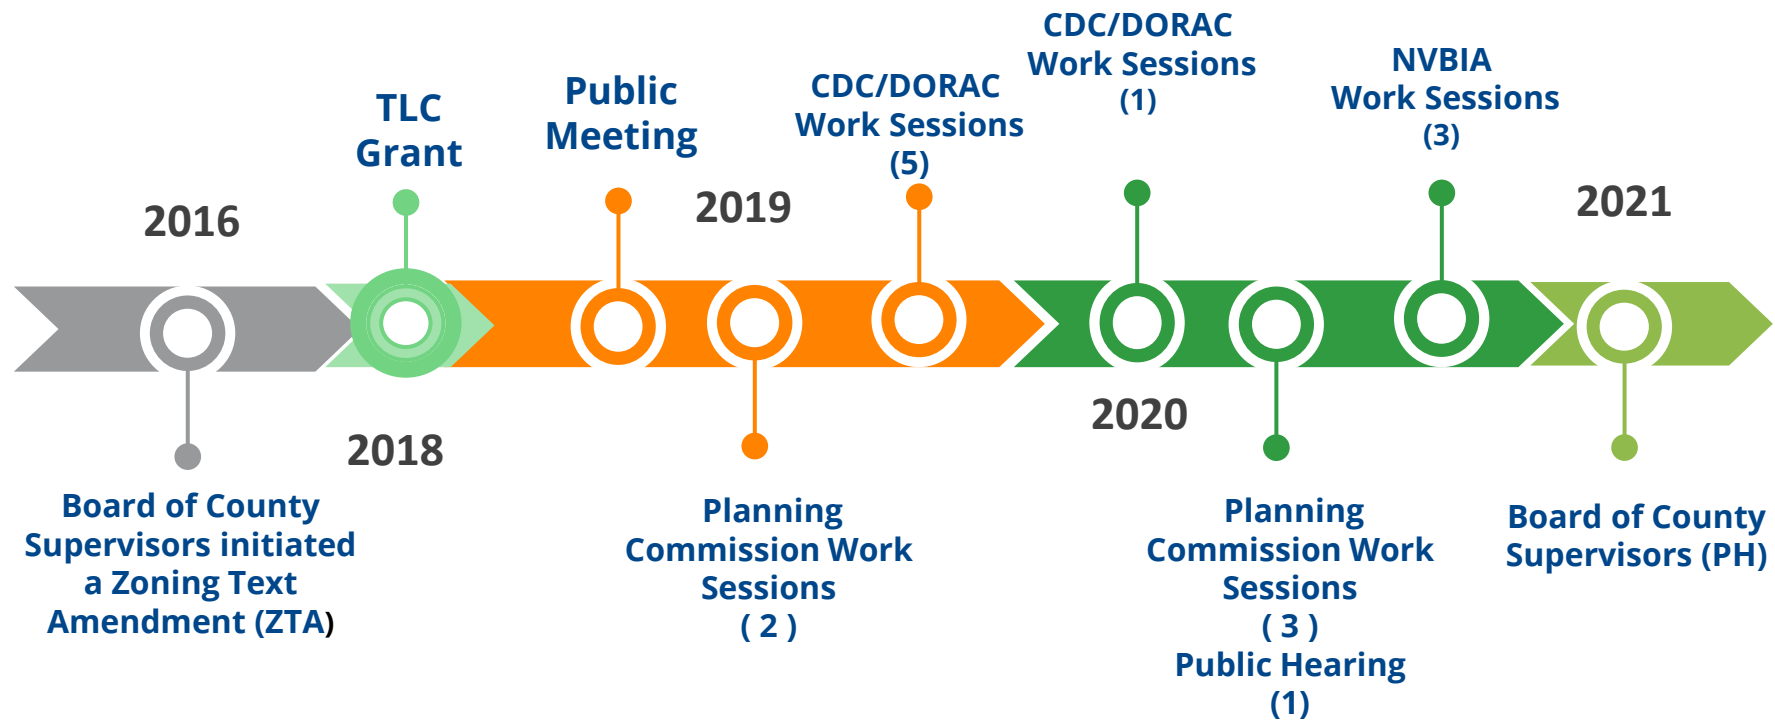 2016
Board of County
Supervisors initiated
a Zoning Text
Amendment (ZTA)
TLC
Grant
2018
Public
Meeting
2019
Planning
Commission Work
Sessions
( 2 )
CDC/DORAC
Work Sessions
(5)
CDC/DORAC
Work Sessions
(1)
2020
Planning
Commission Work
Sessions
( 3 )
Public Hearing
(1)
NVBIA
Work Sessions
(3)
2021
Board of County
Supervisors (PH)